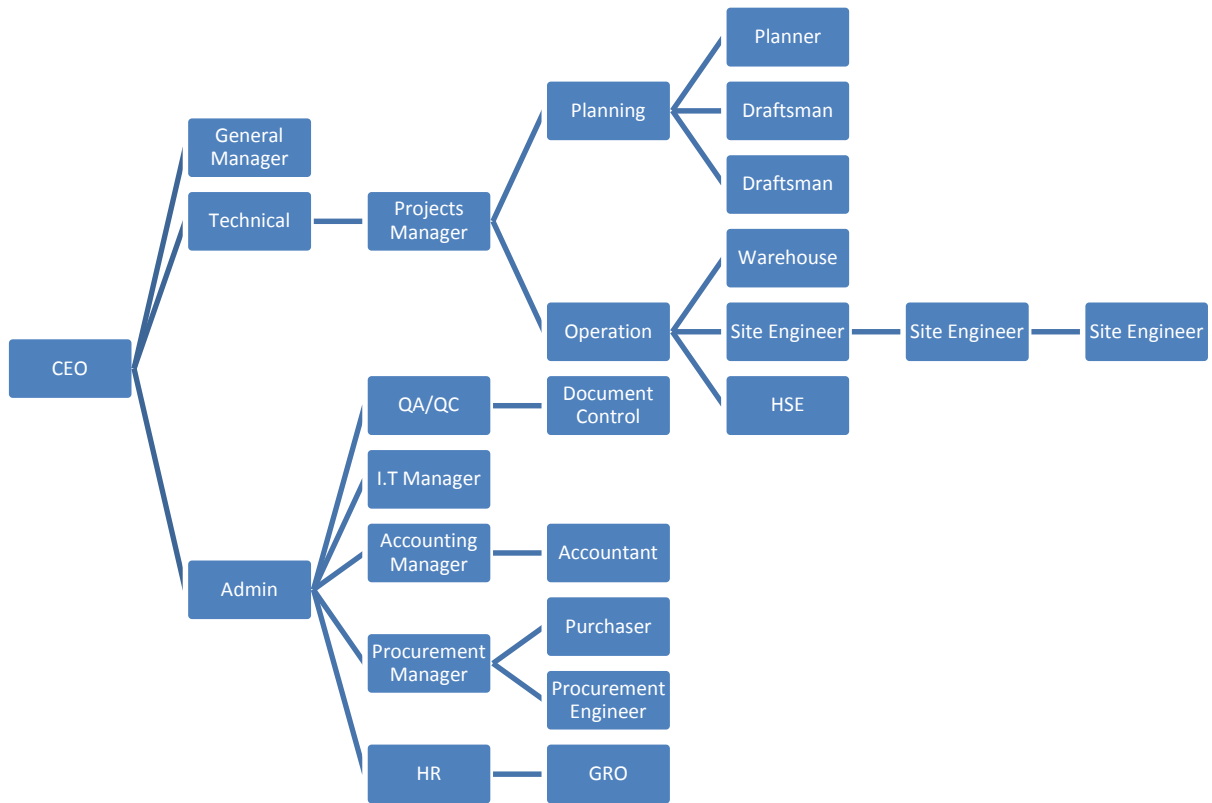 CEO
General
Manager
Technical
Admin
Projects
Manager
QA/QC
I.T Manager
Accounting
Manager
Procurement
Manager
HR
Planning
Operation
Document
Control
Accountant
Purchaser
Procurement
Engineer
GRO
Planner
Draftsman
Draftsman
Warehouse
Site Engineer
HSE
Site Engineer
Site Engineer